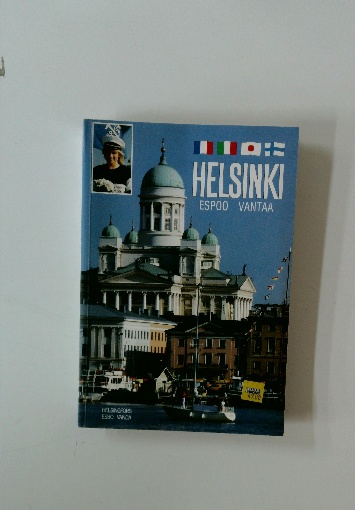 HELSINKI
ESPOO VANTAA
HELSINGFORS
ESBO VANDA